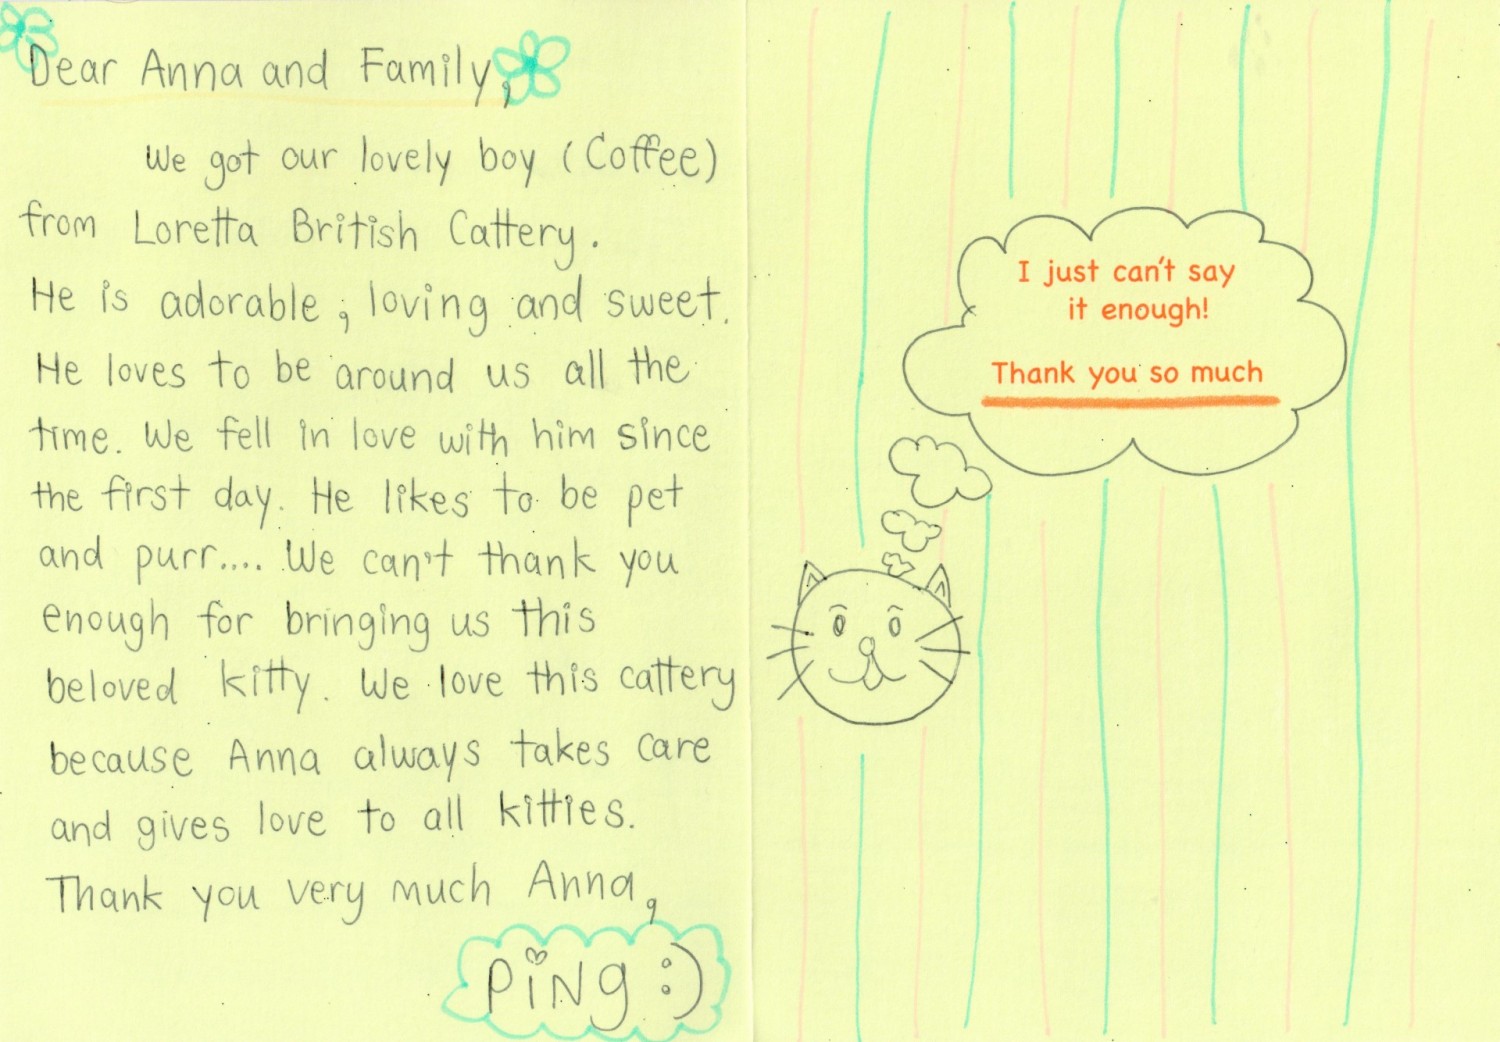 Dear Anna and Family,
We got our lovely boy (Coffee)
from Loretta British Cattery.
He is adorable, loving and sweet.
He loves to be around us all the
time. We fell in love with him since
the first day. He likes to be pet
and purr.... We can't thank you
enough for bringing us this
beloved kitty. We love this cattery
because Anna always takes care
and gives love to all kitties.
Thank you very much Anna,
PiNg :)
I just can't say
it enough!
Thank you so much